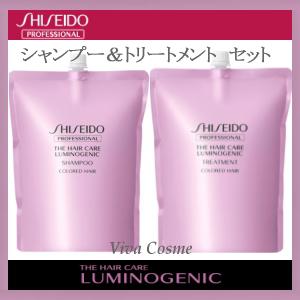 SHISEIDO
PROFESSIONAL
シャンプー&トリートメント セット
SHISEIDO
PROFESSIONAL
THE HAIR CARE
LUMINOGENIC
SHAMPOO
COLORED HAIR
SHISEIDO
PROFESSIONAL
THE HAIR CARE
LUMINOGENIC
TREATMENT
COLORED HAIR
Viva Cosme
THE HAIR CARE
LUMINOGENIC